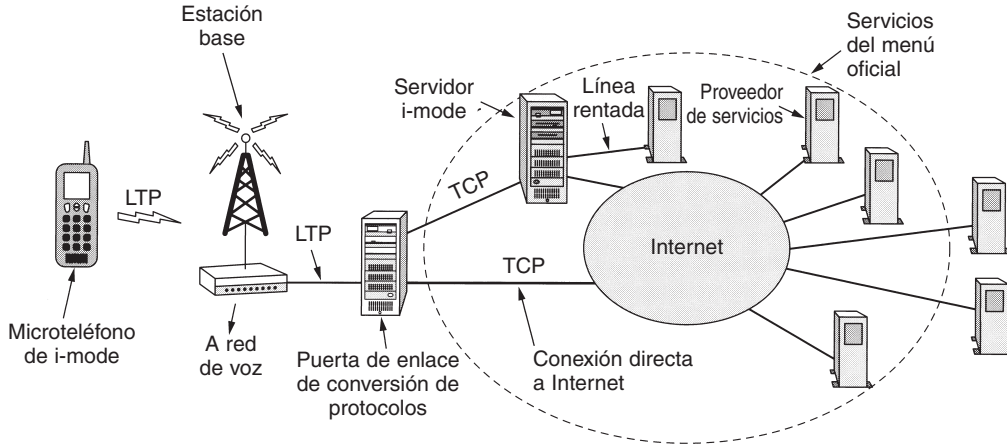 Estación
base
Servicios
del menú
oficial
Servidor
i-mode
Línea
rentada
Proveedor
de servicios
LTP
TCP
LTP
TCP
Internet
Microteléfono
de i-mode
A red
de voz
Puerta de enlace
de conversión de
protocolos
Conexión directa
a Internet